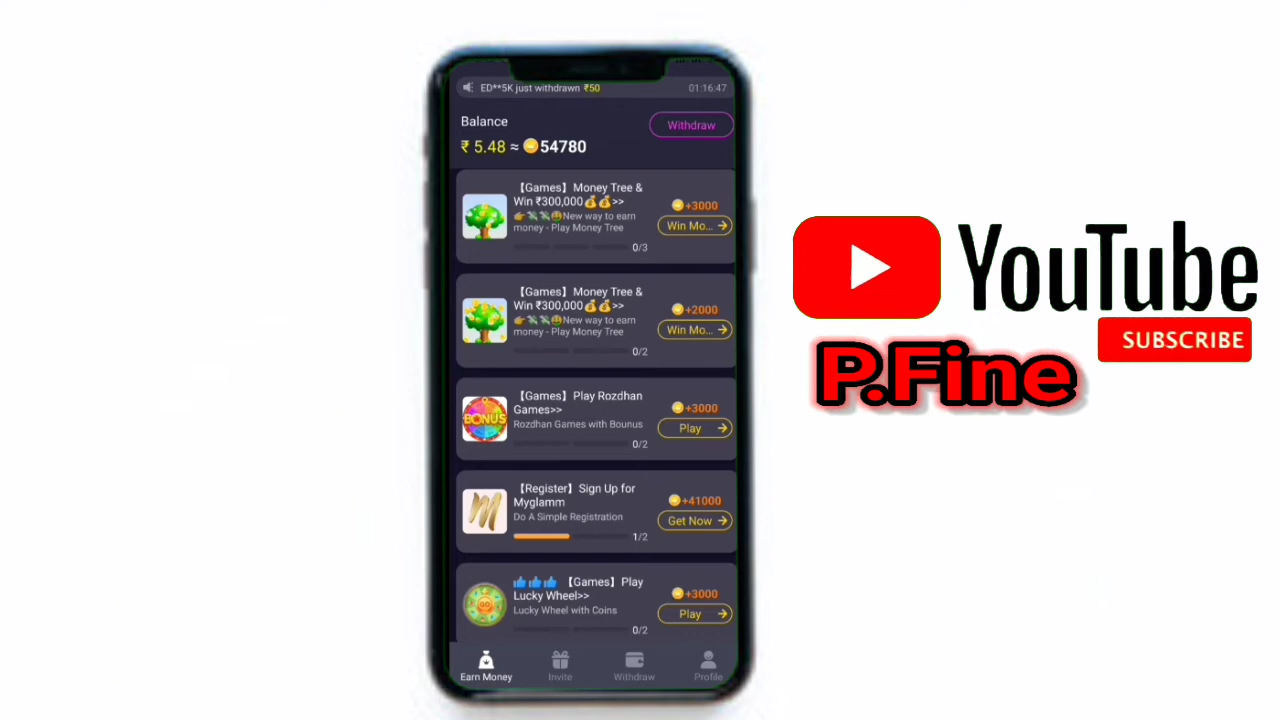 ED**5K just withdrawn ₹50
01:16:47
Balance
Withdraw
₹ 5.48 ≈ 54780
【Games】Money Tree &
Win ₹300,000💰💰>>
👉💸💸🤑New way to earn
money - Play Money Tree
0/3
+3000
Win Mo... →
【Games】Money Tree &
Win ₹300,000💰💰>>
👉💸💸🤑New way to earn
money - Play Money Tree
0/2
+2000
Win Mo... →
【Games】Play Rozdhan
Games>>
Rozdhan Games with Bounus
0/2
+3000
Play →
BONUS
【Register】Sign Up for
Myglamm
Do A Simple Registration
1/2
+41000
Get Now →
👍👍👍 【Games】Play
Lucky Wheel>>
Lucky Wheel with Coins
0/2
+3000
Play →
GO
Earn Money
Invite
Withdraw
Profile
YouTube
SUBSCRIBE
P.Fine